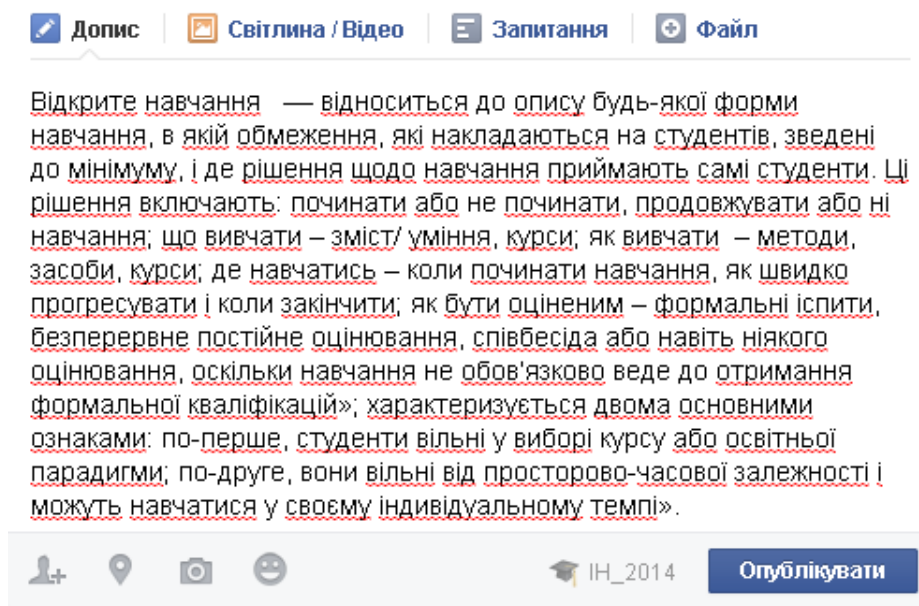 Допис Світлина / Відео Запитання Файл
Відкрите навчання — відноситься до опису будь-якої форми
навчання, в якій обмеження, які накладаються на студентів, зведені
до мінімуму, і де рішення щодо навчання приймають самі студенти. Ці
рішення включають: починати або не починати, продовжувати або ні
навчання; що вивчати – зміст/ уміння, курси; як вивчати – методи,
засоби, курси; де навчатись – коли починати навчання, як швидко
прогресувати і коли закінчити; як бути оціненим – формальні іспити,
безперервне постійне оцінювання, співбесіда або навіть ніякого
оцінювання, оскільки навчання не обов'язково веде до отримання
формальної кваліфікацій»; характеризується двома основними
ознаками: по-перше, студенти вільні у виборі курсу або освітньої
парадигми; по-друге, вони вільні від просторово-часової залежності і
можуть навчатися у своєму індивідуальному темпі».
ІН_2014 Опублікувати